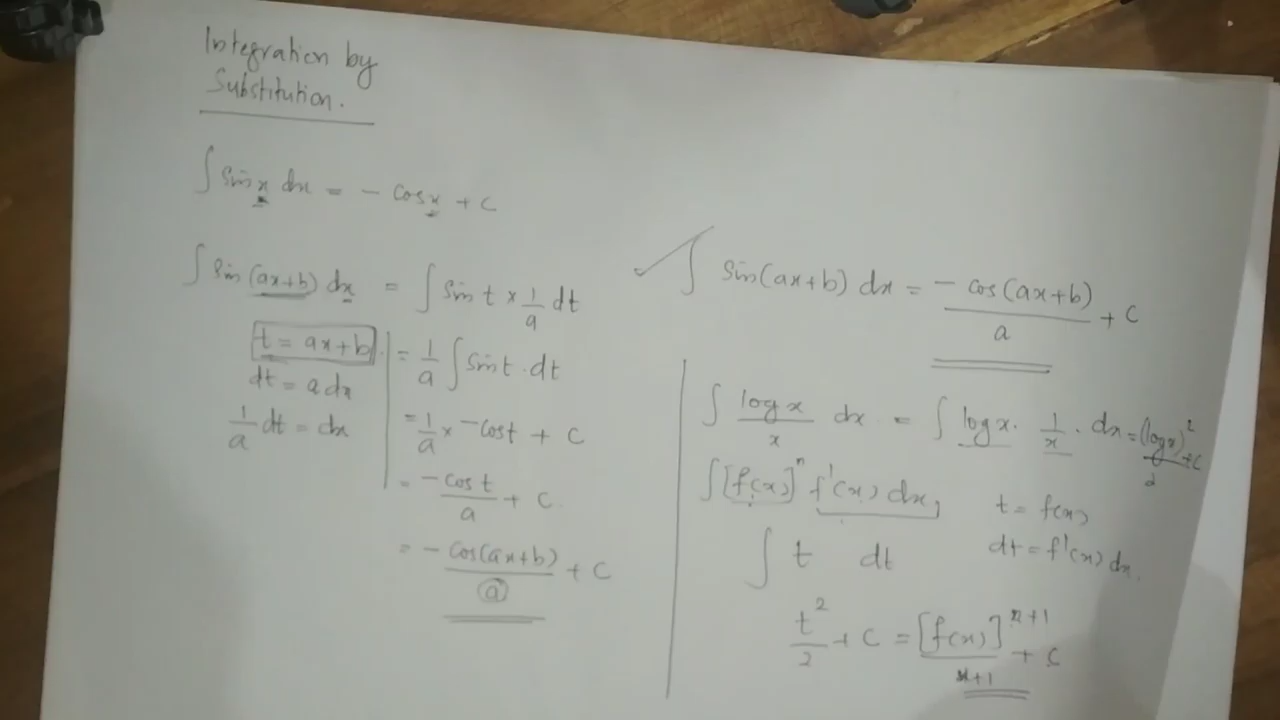 Integration by
Substitution.
∫ sin x dx = - cos x + c
∫ sin (ax+b) dx = ∫ sin t × 1/a dt
t = ax+b
dt = a dx
1/a dt = dx
= 1/a ∫ sin t · dt
= 1/a × -cos t + c
= -cos t/a + c.
= - cos(ax+b)/a + c
✓ ∫ sin(ax+b) dx = - cos(ax+b)/a + c
∫ log x/x dx = ∫ log x · 1/x · dx = (log x)²/2 + c
∫ [f(x)]ⁿ f'(x) dx,
t = f(x)
dt = f'(x) dx.
∫ t dt
t²/2 + c = [f(x)]ⁿ⁺¹/n+1 + c